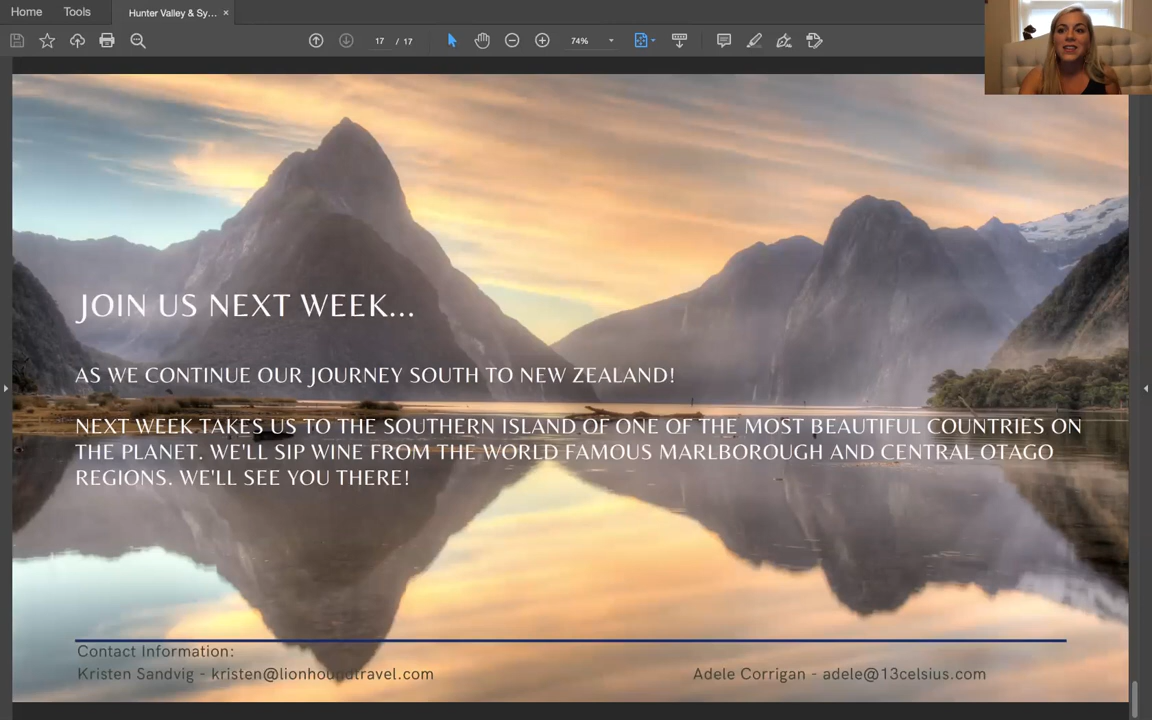 Home
Tools
Hunter Valley & Sy... ×
17 / 17
74%
JOIN US NEXT WEEK...
AS WE CONTINUE OUR JOURNEY SOUTH TO NEW ZEALAND!
NEXT WEEK TAKES US TO THE SOUTHERN ISLAND OF ONE OF THE MOST BEAUTIFUL COUNTRIES ON
THE PLANET. WE'LL SIP WINE FROM THE WORLD FAMOUS MARLBOROUGH AND CENTRAL OTAGO
REGIONS. WE'LL SEE YOU THERE!
Contact Information:
Kristen Sandvig - kristen@lionhoundtravel.com
Adele Corrigan - adele@13celsius.com